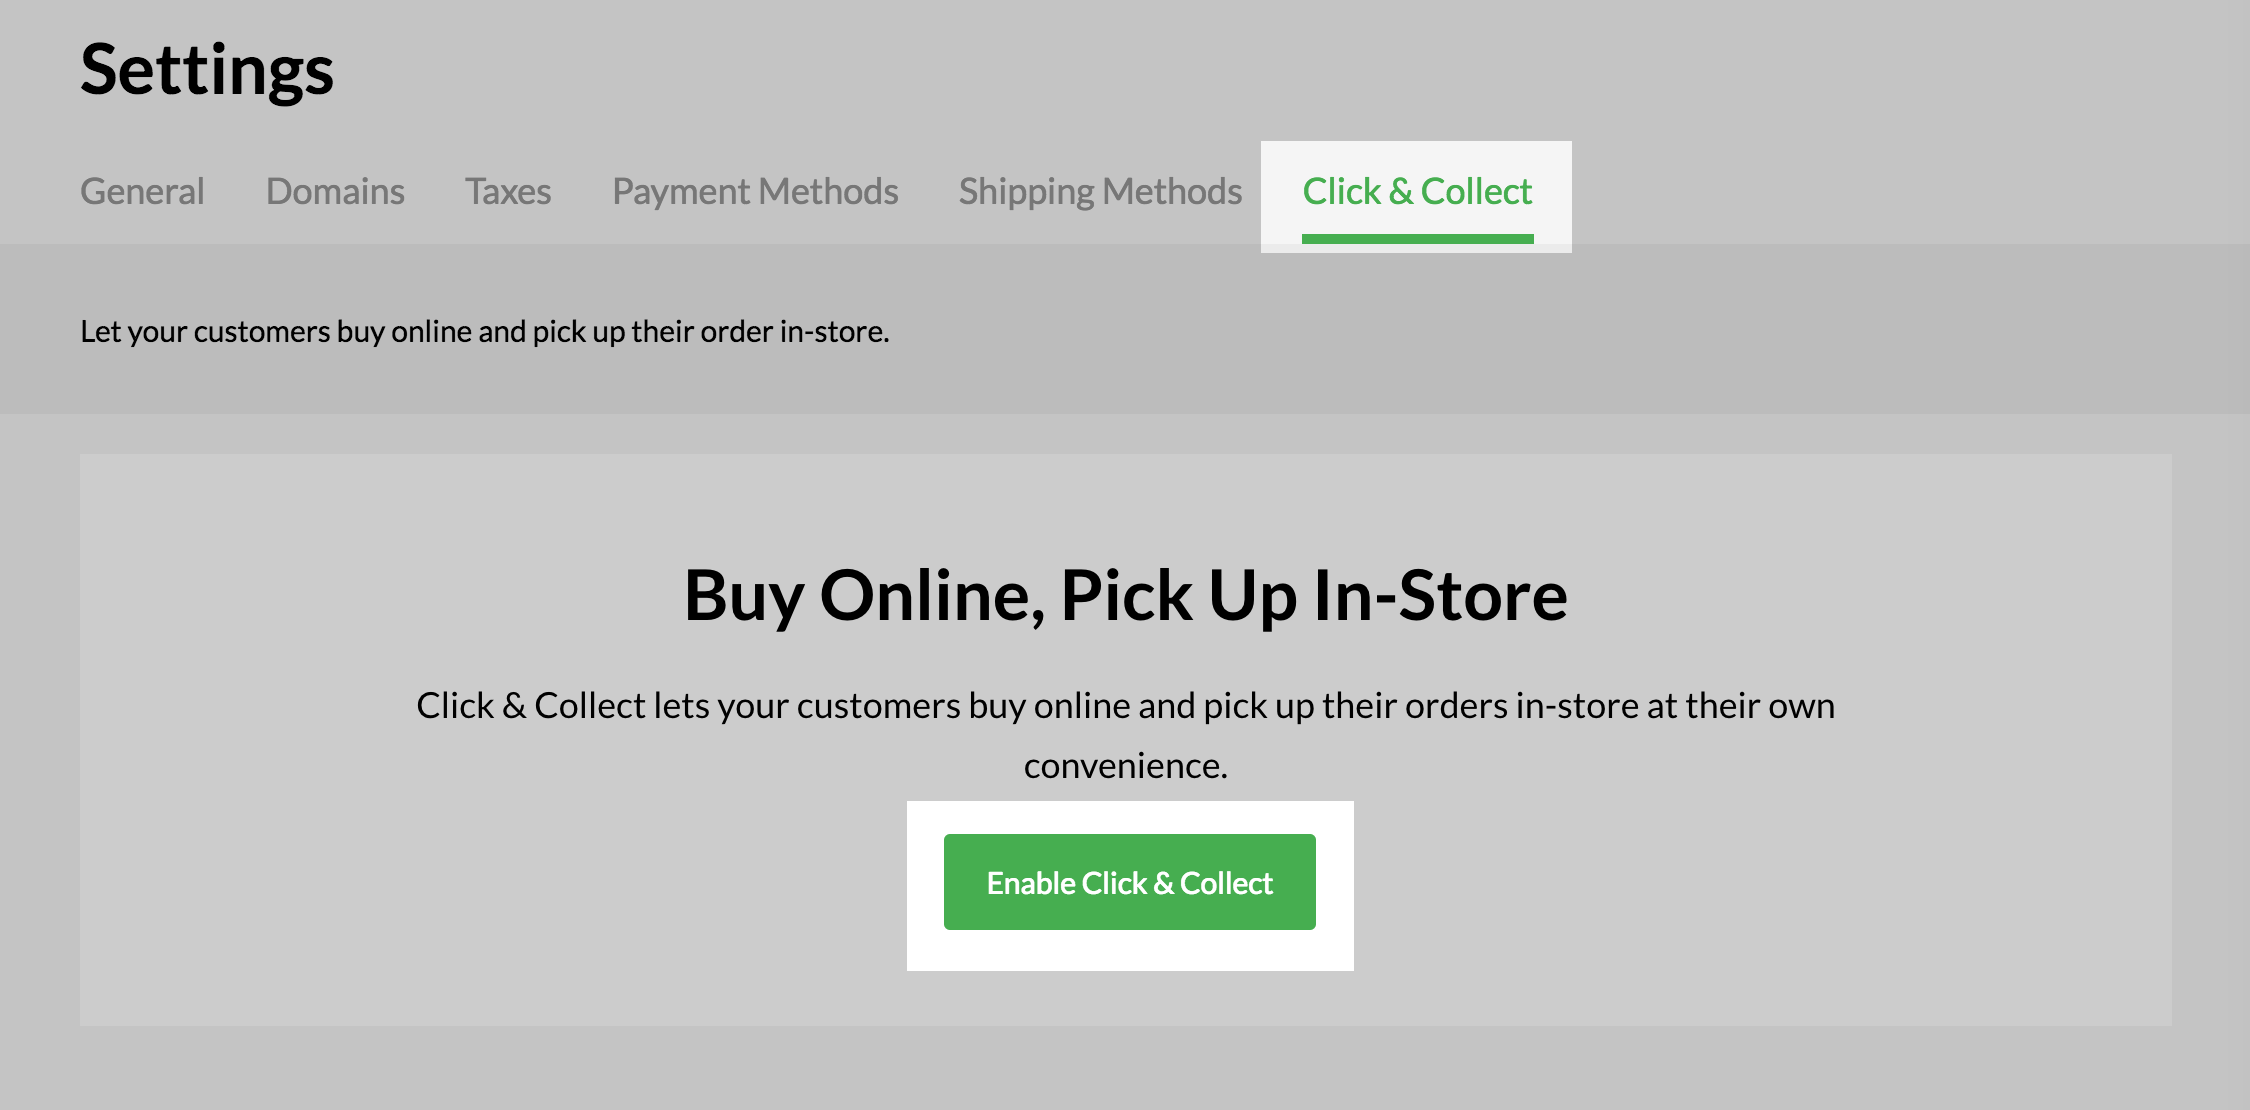 Settings
General Domains Taxes Payment Methods Shipping Methods Click & Collect
Let your customers buy online and pick up their order in-store.
Buy Online, Pick Up In-Store
Click & Collect lets your customers buy online and pick up their orders in-store at their own
convenience.
Enable Click & Collect